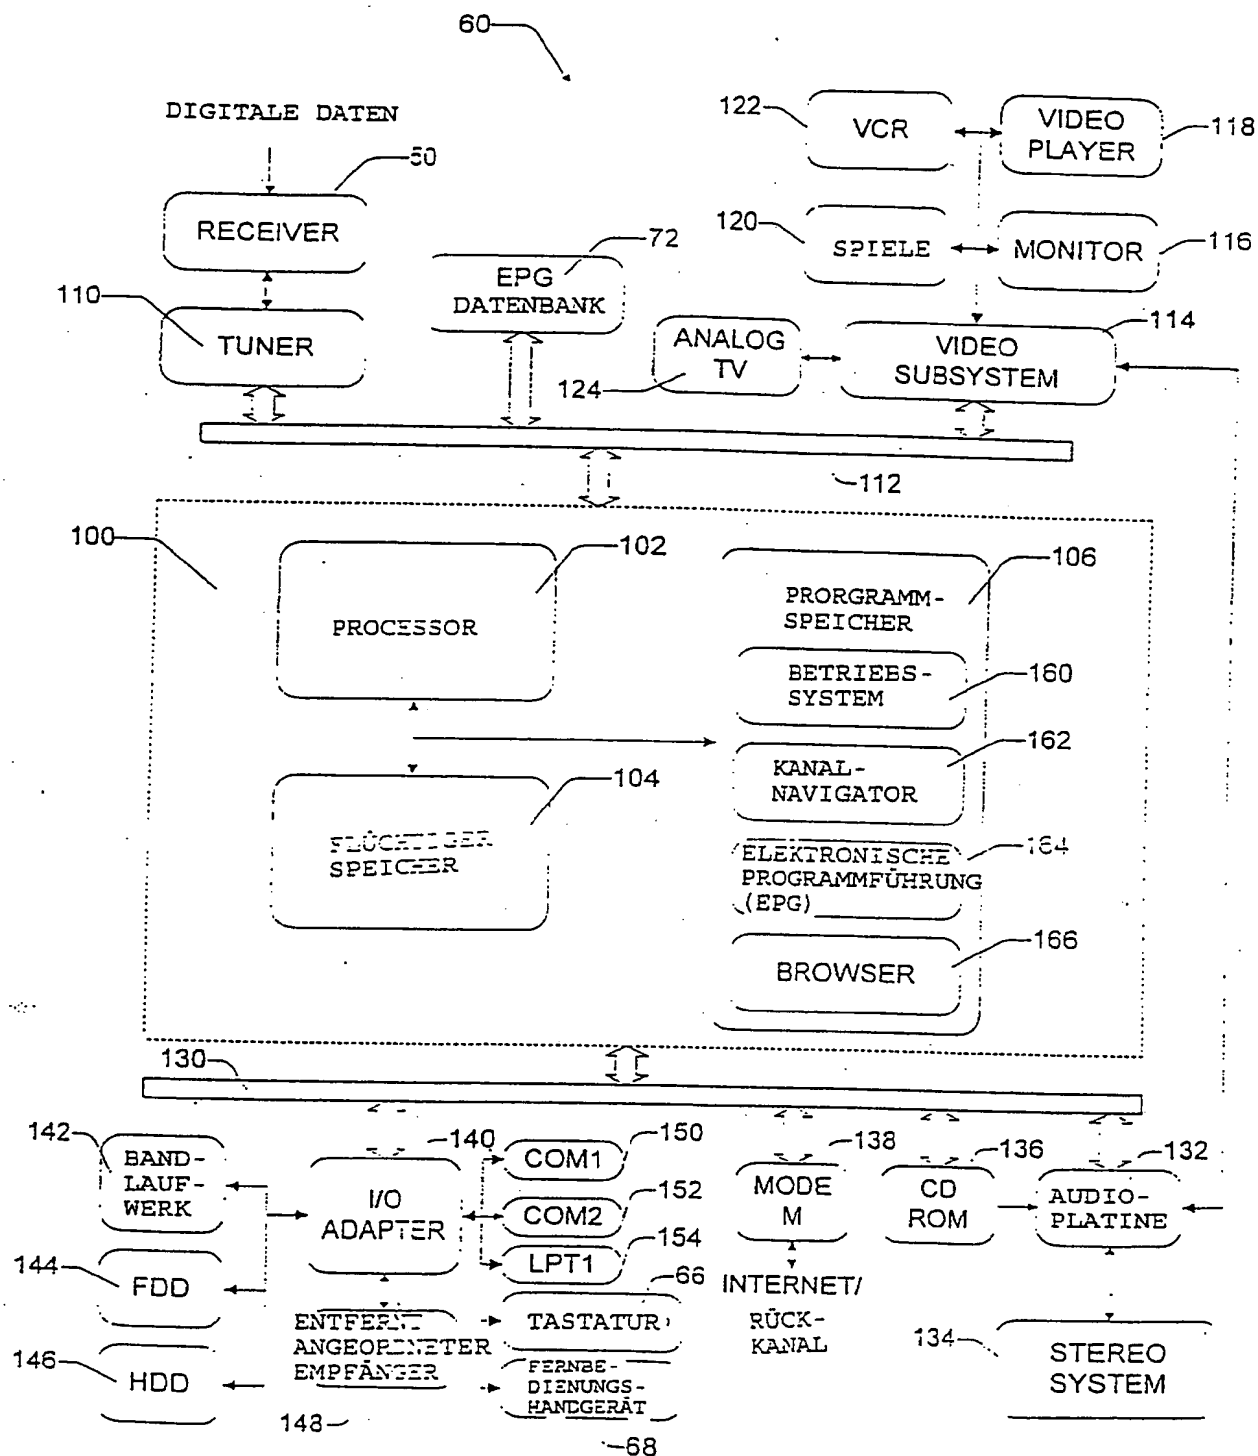 60
DIGITALE DATEN
50
RECEIVER
110
TUNER
72
EPG
DATENBANK
122
VCR
VIDEO
PLAYER
118
120
SPIELE
MONITOR
116
ANALOG
TV
124
VIDEO
SUBSYSTEM
114
112
100
102
PROCESSOR
104
FLÜCHTIGER
SPEICHER
106
PRORGRAMM-
SPEICHER
BETRIEBS-
SYSTEM
160
KANAL-
NAVIGATOR
162
ELEKTRONISCHE
PROGRAMMFÜHRUNG
(EPG)
164
BROWSER
166
130
142
BAND-
LAUF-
WERK
144
FDD
146
HDD
140
I/O
ADAPTER
COM1
150
COM2
152
LPT1
154
ENTFERNT
ANGEORDNETER
EMPFÄNGER
148
66
TASTATUR
FERNBE-
DIENUNGS-
HANDGERÄT
68
138
MODE
M
INTERNET/
RÜCK-
KANAL
136
CD
ROM
132
AUDIO-
PLATINE
134
STEREO
SYSTEM